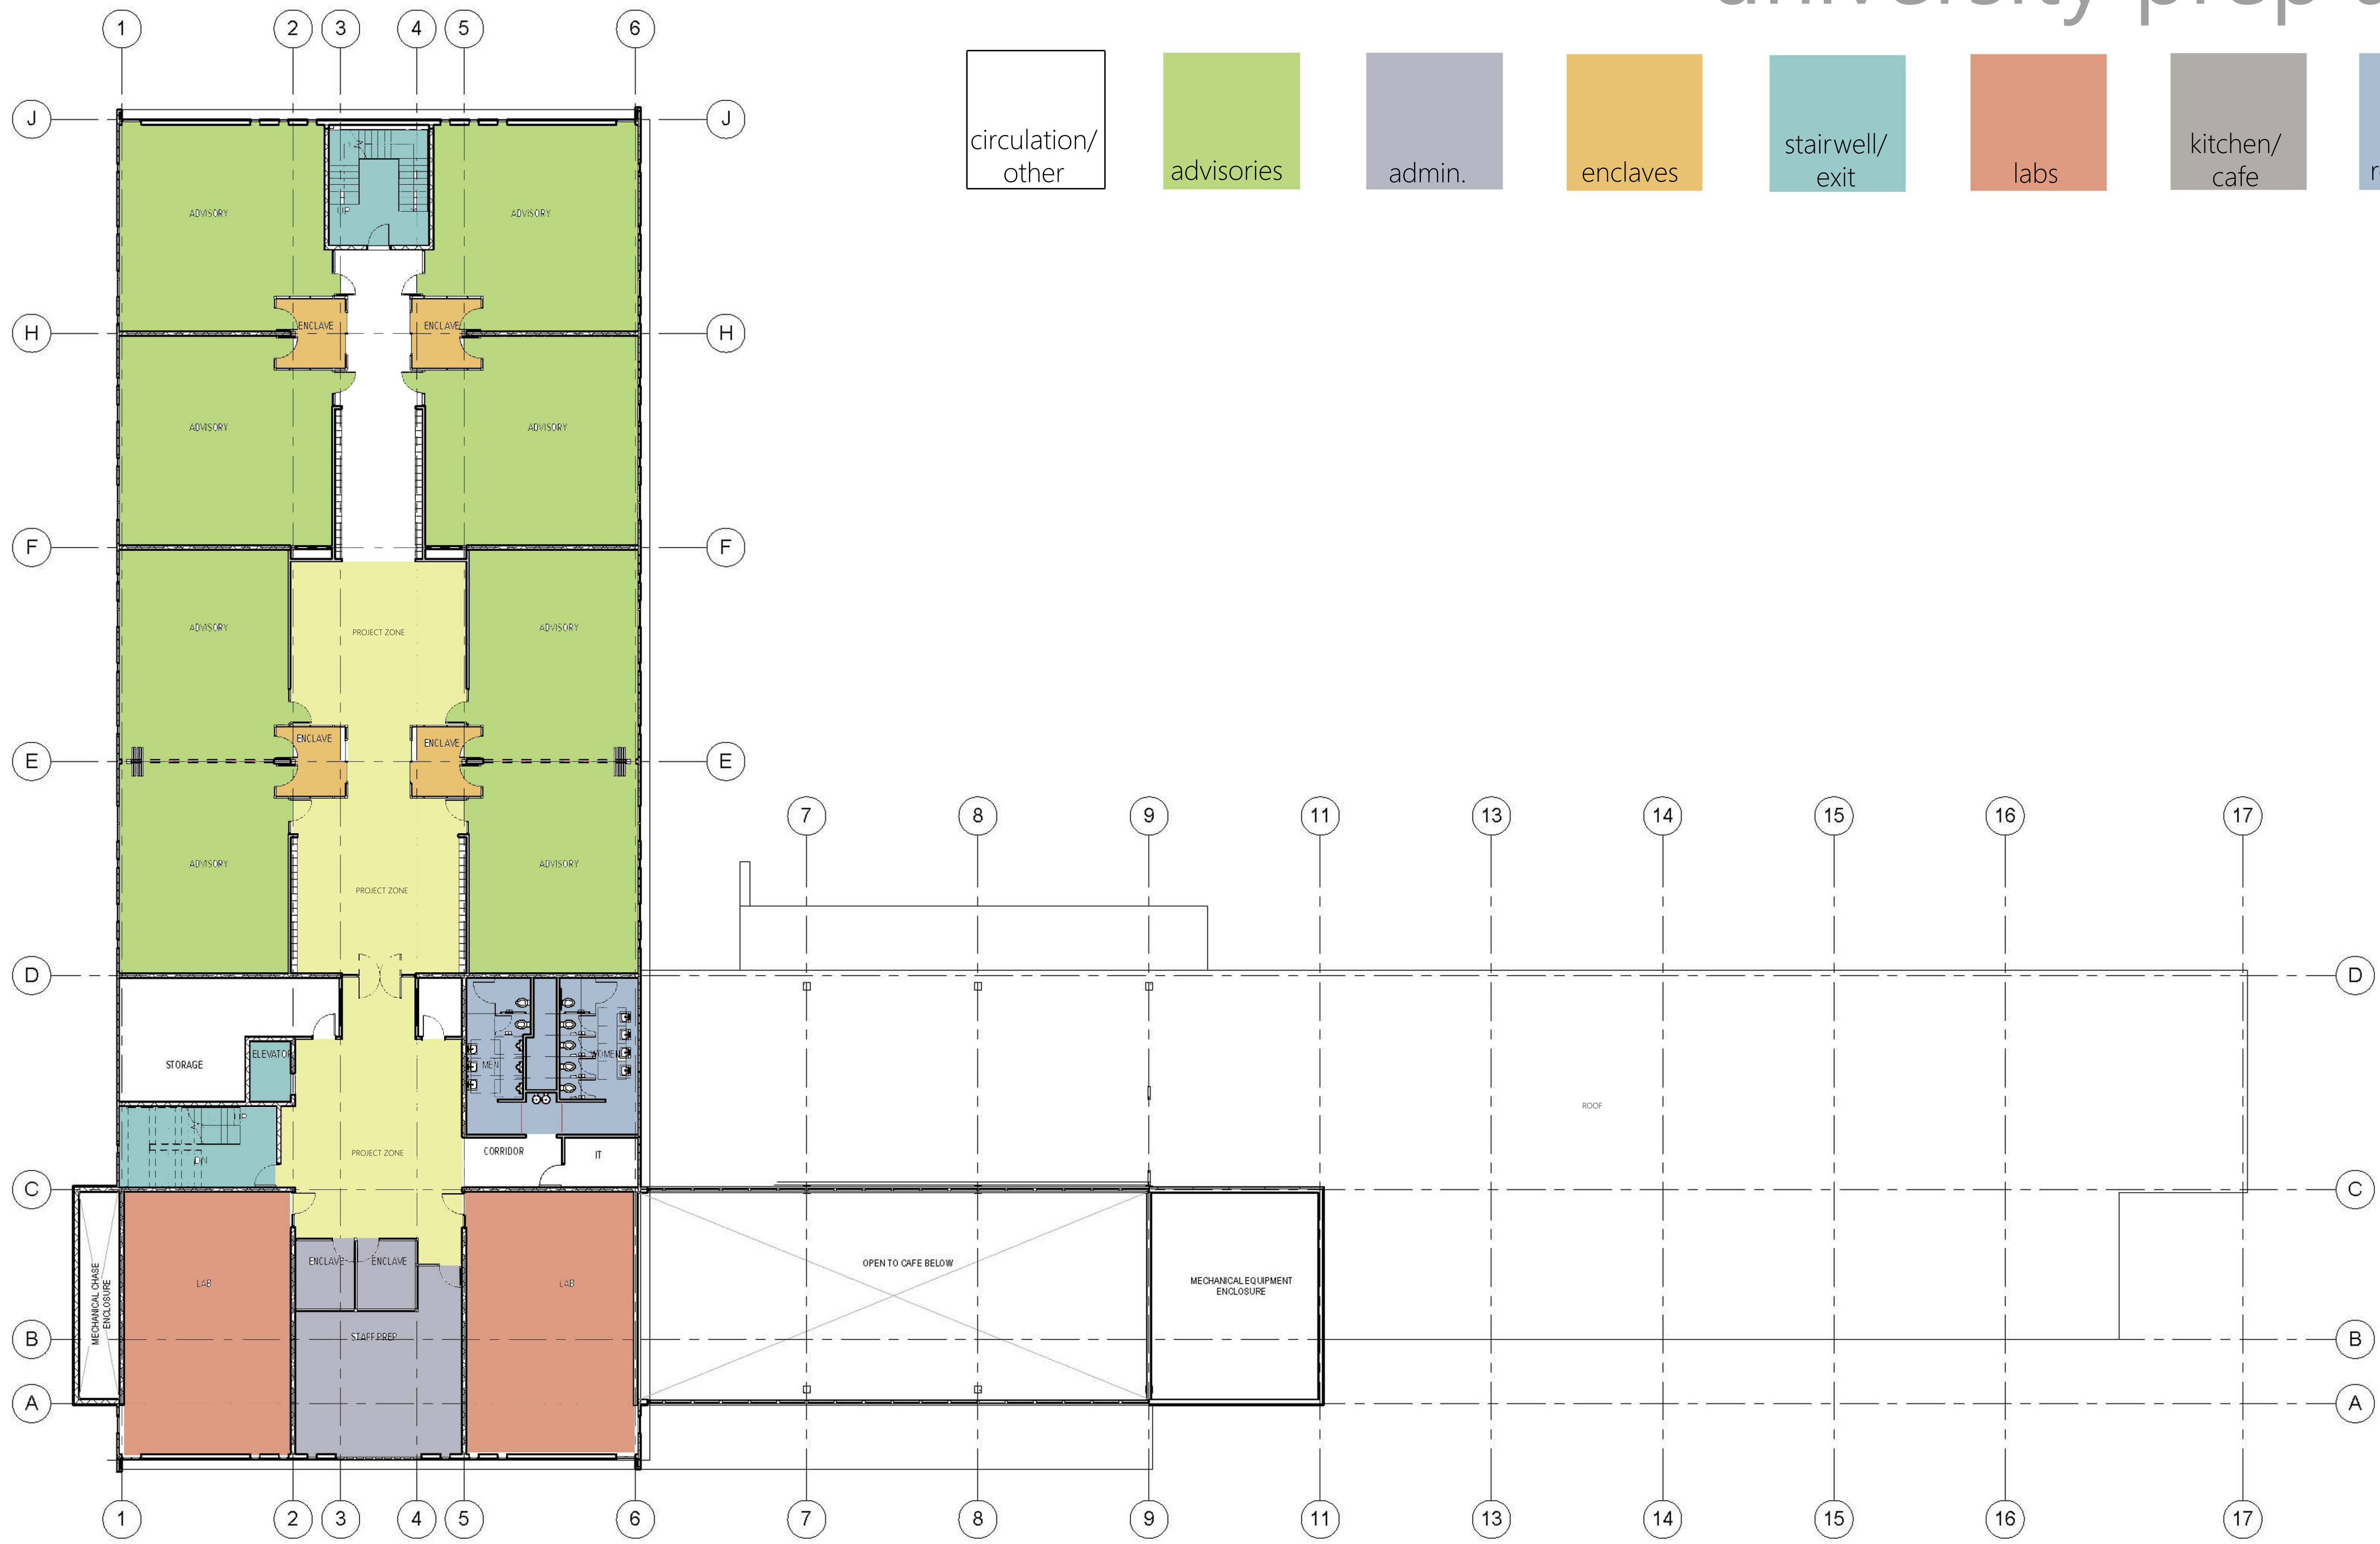 university prep
circulation/
other
advisories
admin.
enclaves
stairwell/
exit
labs
kitchen/
cafe
1 2 3 4 5 6
J J
ADVISORY ADVISORY
UP
ENCLAVE ENCLAVE
H H
ADVISORY ADVISORY
F F
ADVISORY PROJECT ZONE ADVISORY
ENCLAVE ENCLAVE
E E
7 8 9 11 13 14 15 16 17
ADVISORY ADVISORY
PROJECT ZONE
D D
ELEVATOR
STORAGE MEN WOMEN
ROOF
UP
DN PROJECT ZONE CORRIDOR IT
C C
MECHANICAL CHASE
ENCLOSURE
LAB
ENCLAVE ENCLAVE
LAB
OPEN TO CAFE BELOW
MECHANICAL EQUIPMENT
ENCLOSURE
STAFF PREP
B B
A A
1 2 3 4 5 6 7 8 9 11 13 14 15 16 17